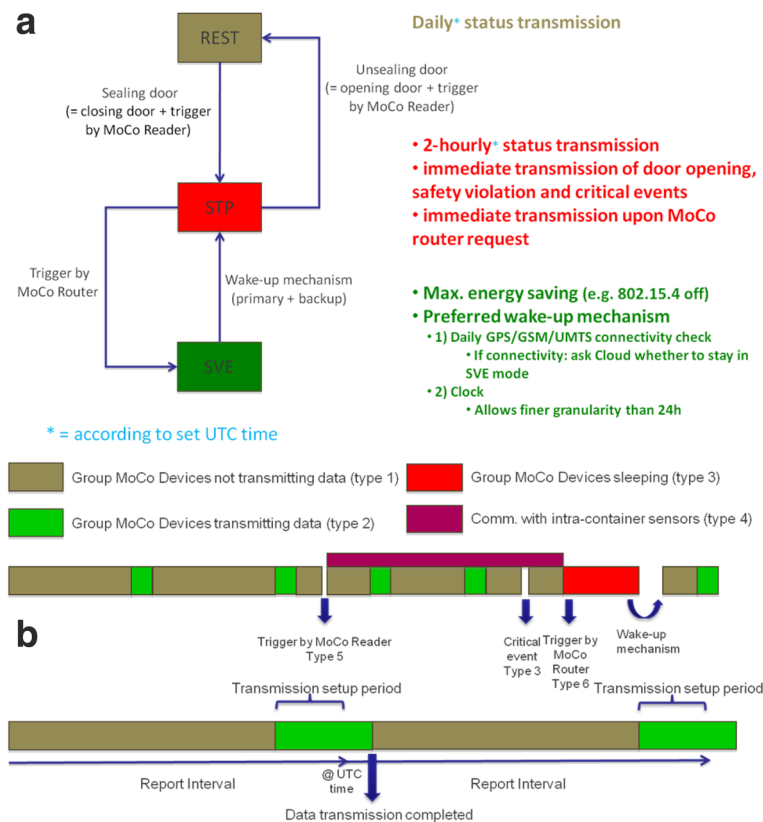 a
REST
Daily* status transmission
Sealing door
(= closing door + trigger
by MoCo Reader)
Unsealing door
(= opening door + trigger
by MoCo Reader)
• 2-hourly* status transmission
• immediate transmission of door opening,
safety violation and critical events
• immediate transmission upon MoCo
router request
STP
Trigger by
MoCo Router
Wake-up mechanism
(primary + backup)
• Max. energy saving (e.g. 802.15.4 off)
• Preferred wake-up mechanism
• 1) Daily GPS/GSM/UMTS connectivity check
• If connectivity: ask Cloud whether to stay in
SVE mode
• 2) Clock
• Allows finer granularity than 24h
SVE
* = according to set UTC time
Group MoCo Devices not transmitting data (type 1)
Group MoCo Devices sleeping (type 3)
Group MoCo Devices transmitting data (type 2)
Comm. with intra-container sensors (type 4)
Trigger by MoCo Reader
Type 5
Critical
event
Type 3
Trigger by
MoCo
Router
Type 6
Wake-up
mechanism
b
Transmission setup period
Transmission setup period
Report Interval
@ UTC
time
Report Interval
Data transmission completed